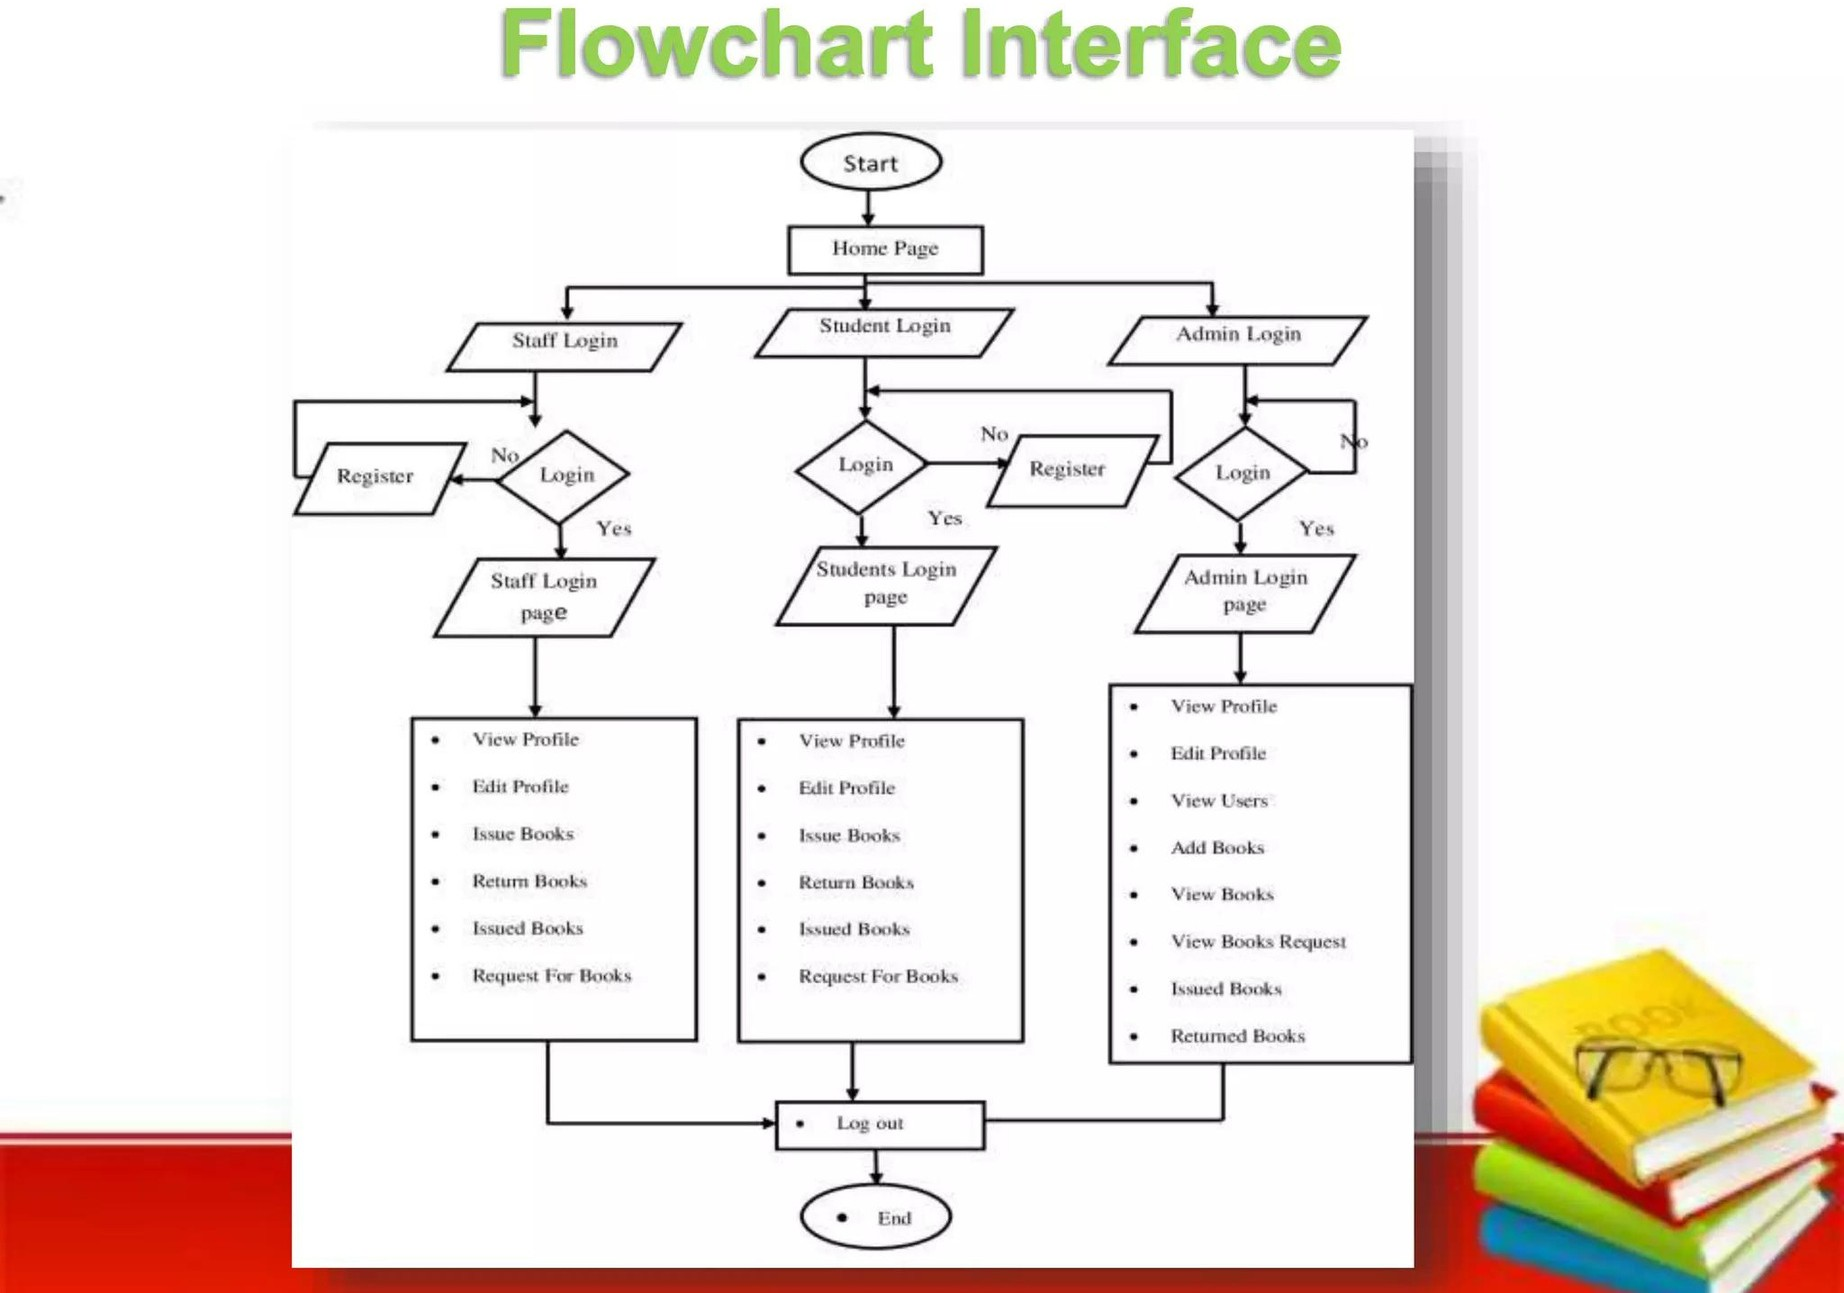 Flowchart Interface
Start
Home Page
Staff Login
Student Login
Admin Login
Register
No
Login
Yes
Staff Login
page
Login
No
Register
Yes
Students Login
page
Login
No
Yes
Admin Login
page
• View Profile
• Edit Profile
• Issue Books
• Return Books
• Issued Books
• Request For Books
• View Profile
• Edit Profile
• Issue Books
• Return Books
• Issued Books
• Request For Books
• View Profile
• Edit Profile
• View Users
• Add Books
• View Books
• View Books Request
• Issued Books
• Returned Books
• Log out
• End
BOOK